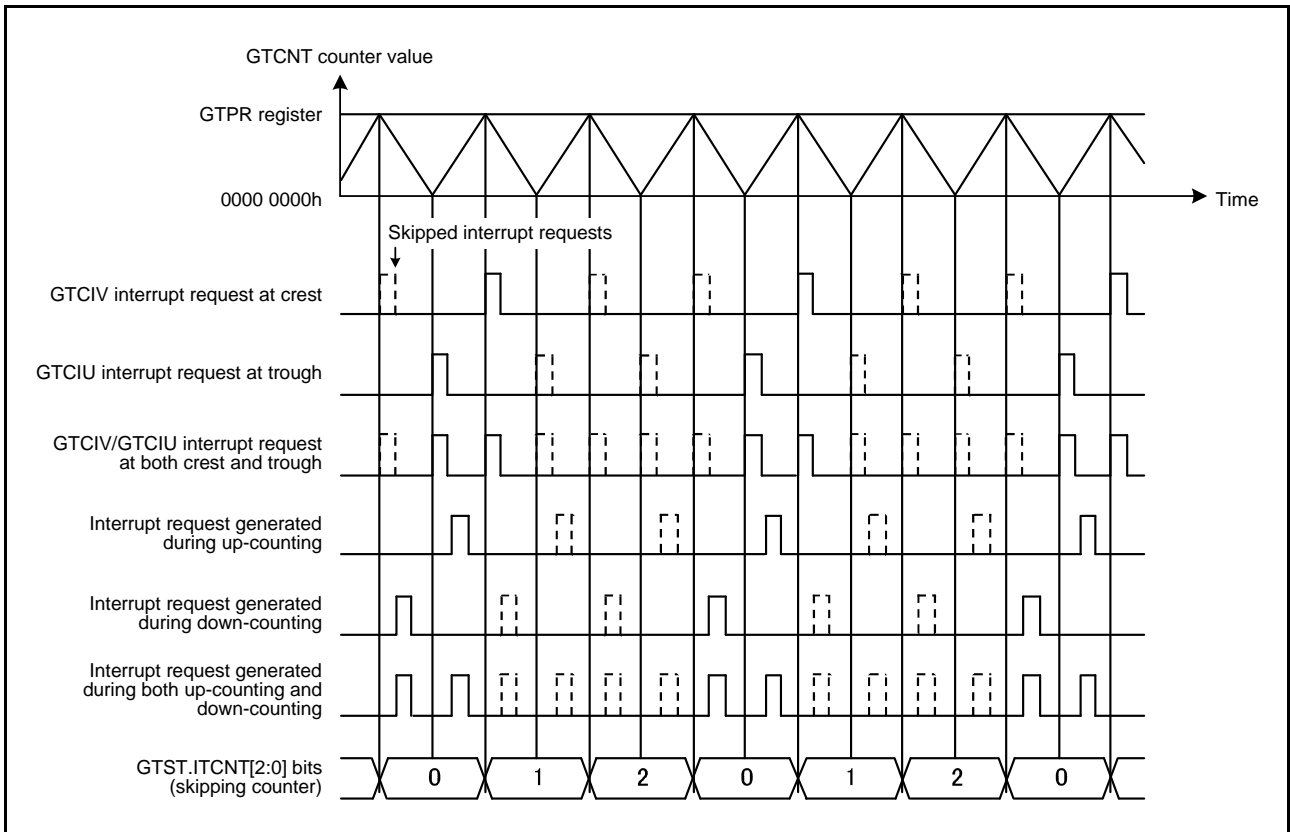 GTCNT counter value
GTPR register
0000 0000h
Time
Skipped interrupt requests
GTCIV interrupt request at crest
GTCIU interrupt request at trough
GTCIV/GTCIU interrupt request
at both crest and trough
Interrupt request generated
during up-counting
Interrupt request generated
during down-counting
Interrupt request generated
during both up-counting and
down-counting
GTST.ITCNT[2:0] bits
(skipping counter)
0 1 2 0 1 2 0